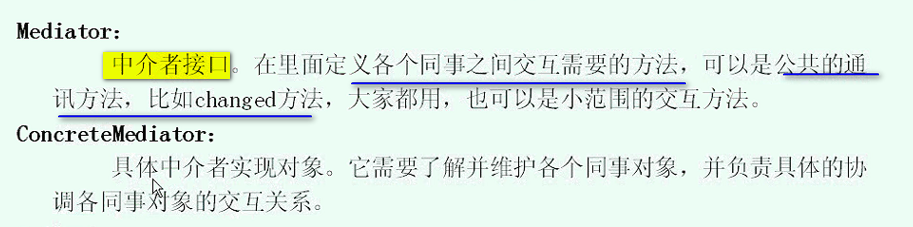 Mediator:
中介者接口。在里面定义各个同事之间交互需要的方法，可以是公共的通
讯方法，比如changed方法，大家都用，也可以是小范围的交互方法。
ConcreteMediator:
具体中介者实现对象。它需要了解并维护各个同事对象，并负责具体的协
调各同事对象的交互关系。